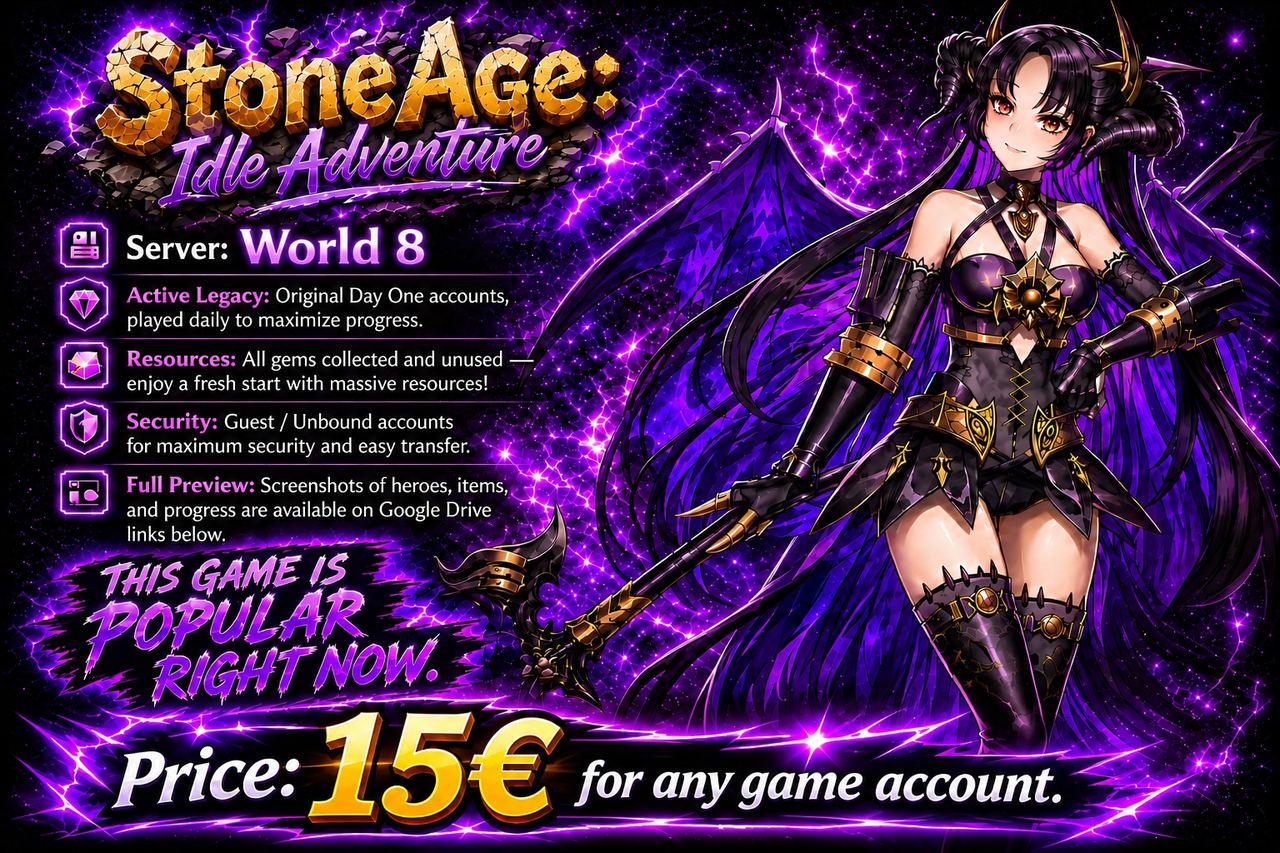 StoneAge:
Idle Adventure
Server: World 8
Active Legacy: Original Day One accounts,
played daily to maximize progress.
Resources: All gems collected and unused —
enjoy a fresh start with massive resources!
Security: Guest / Unbound accounts
for maximum security and easy transfer.
Full Preview: Screenshots of heroes, items,
and progress are available on Google Drive
links below.
THIS GAME IS
POPULAR
RIGHT NOW.
Price: 15€ for any game account.